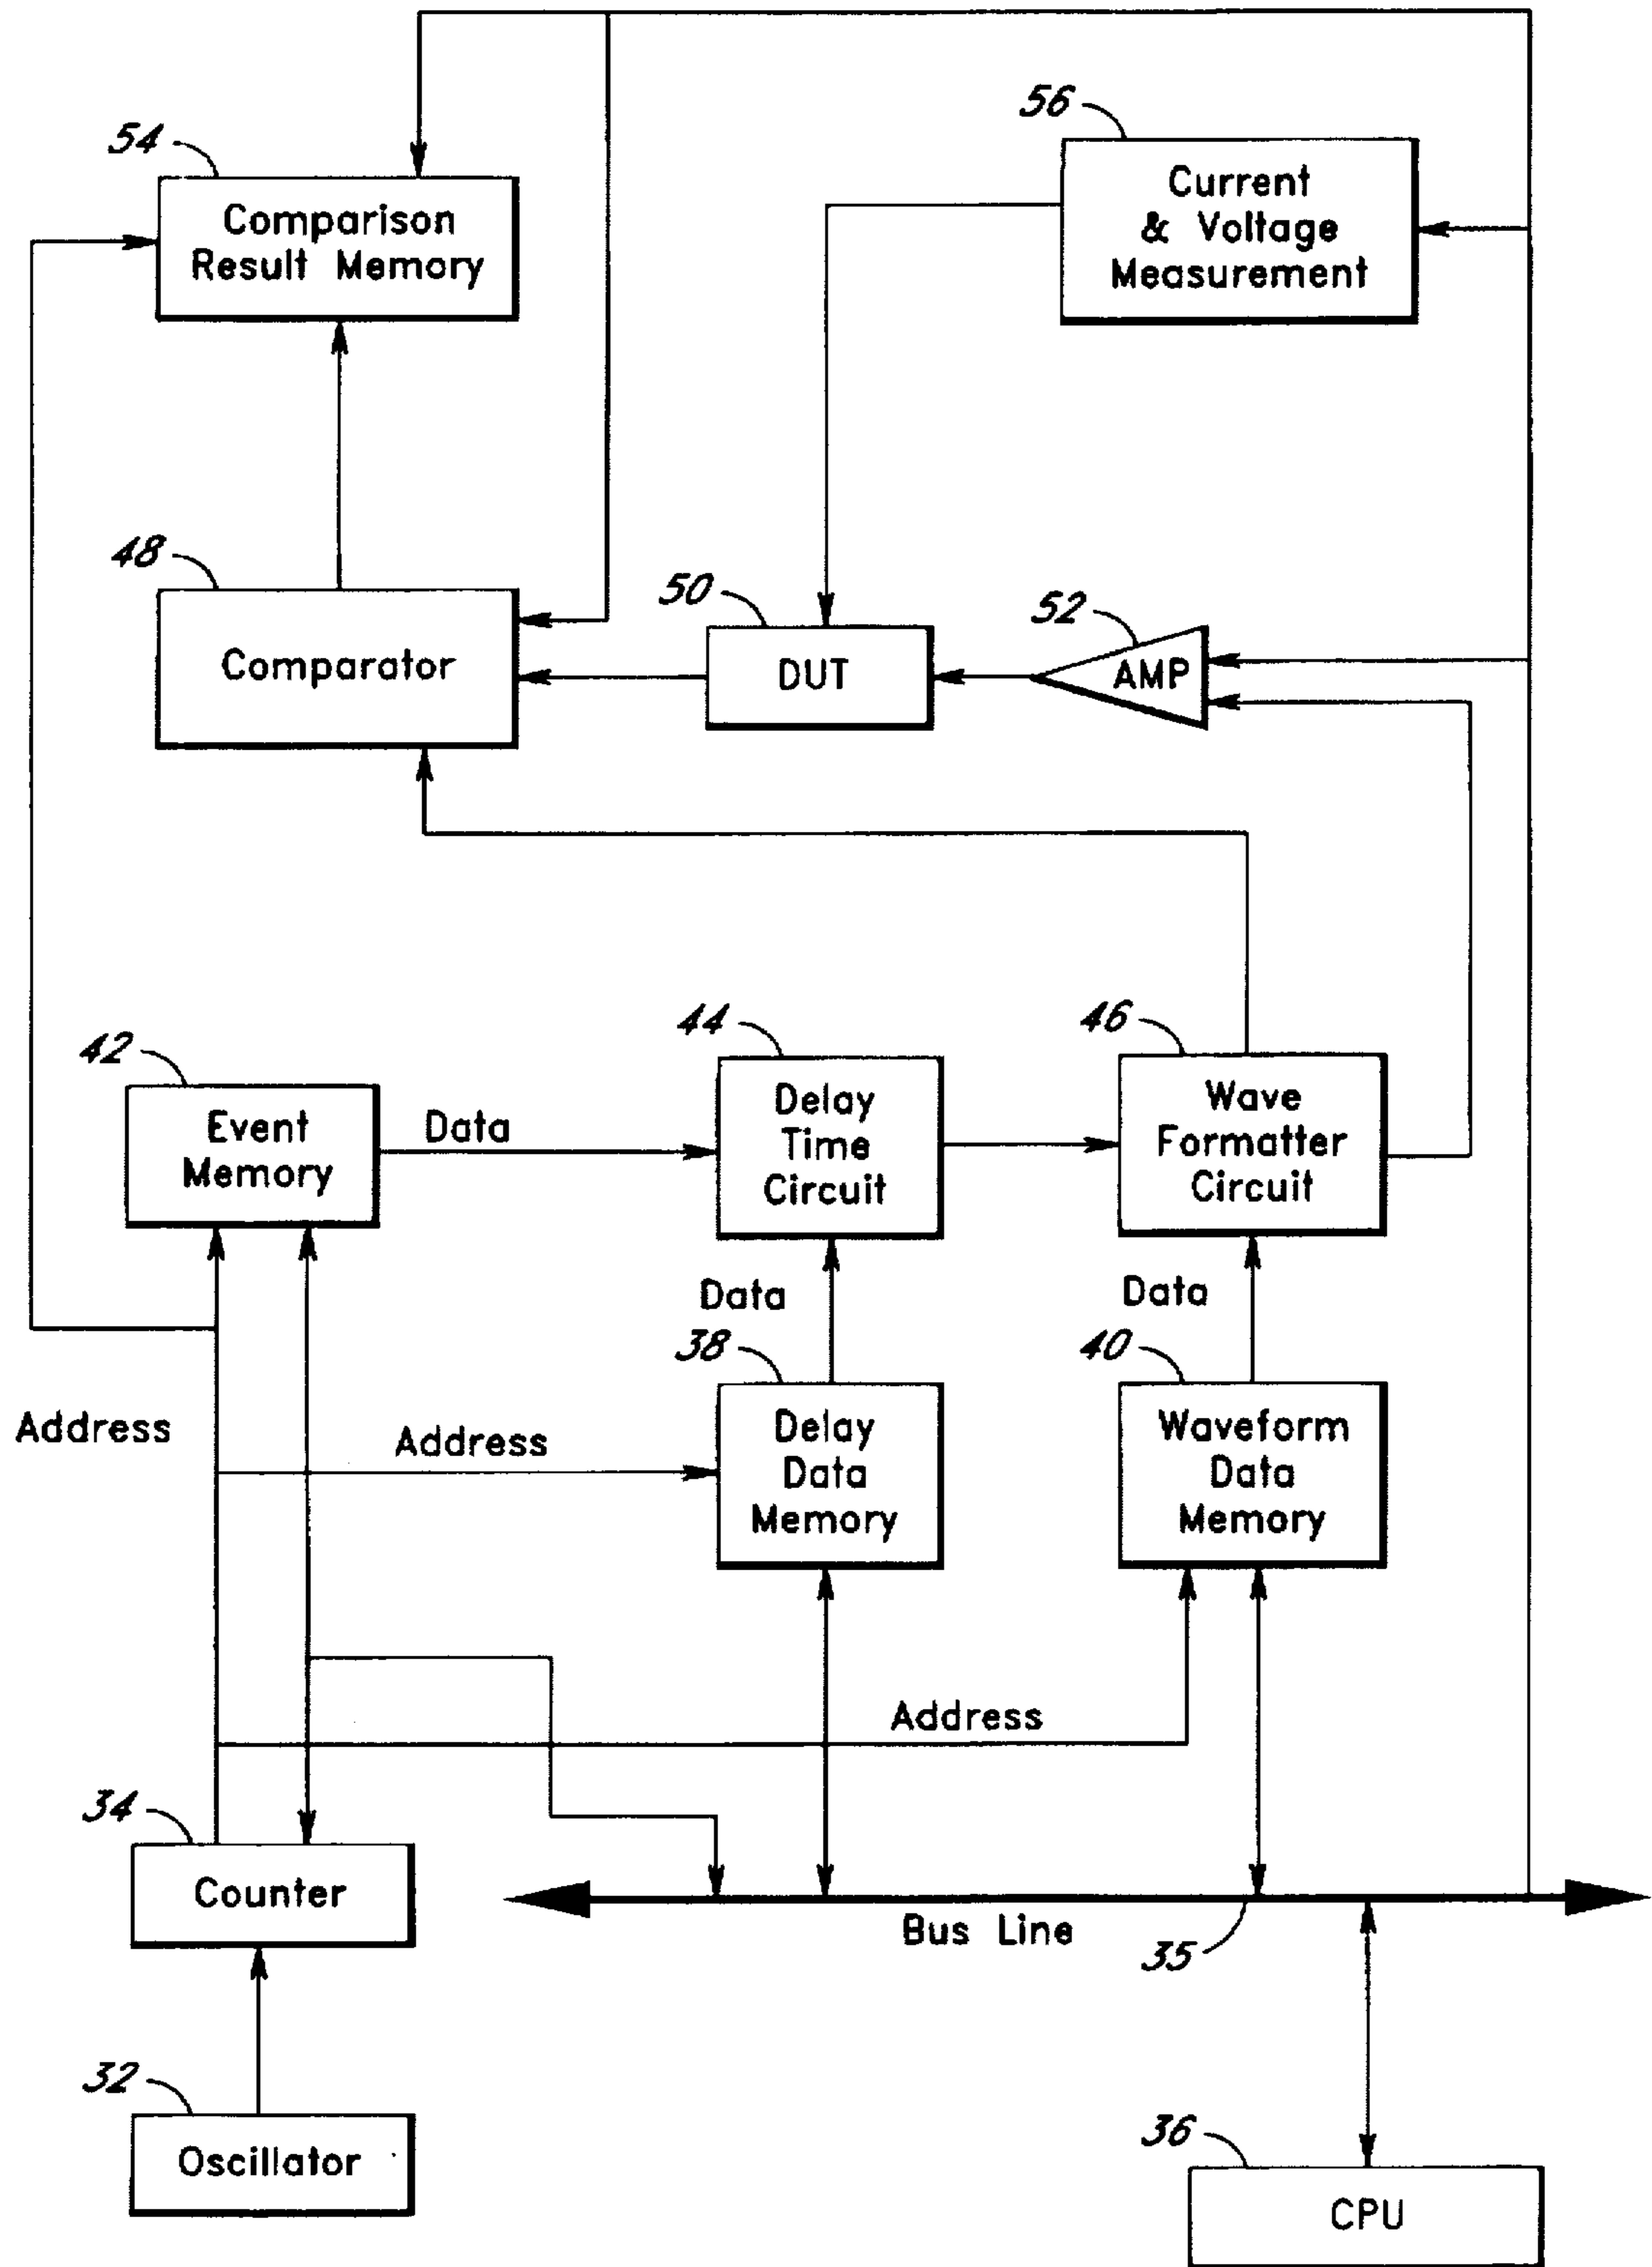 56
54
Current
& Voltage
Measurement
Comparison
Result Memory
48
50
52
Comparator
DUT
AMP
44
46
42
Event
Memory
Data
Delay
Time
Circuit
Wave
Formatter
Circuit
Data
Data
38
40
Address
Address
Delay
Data
Memory
Waveform
Data
Memory
Address
34
Counter
Bus Line
35
32
Oscillator
36
CPU